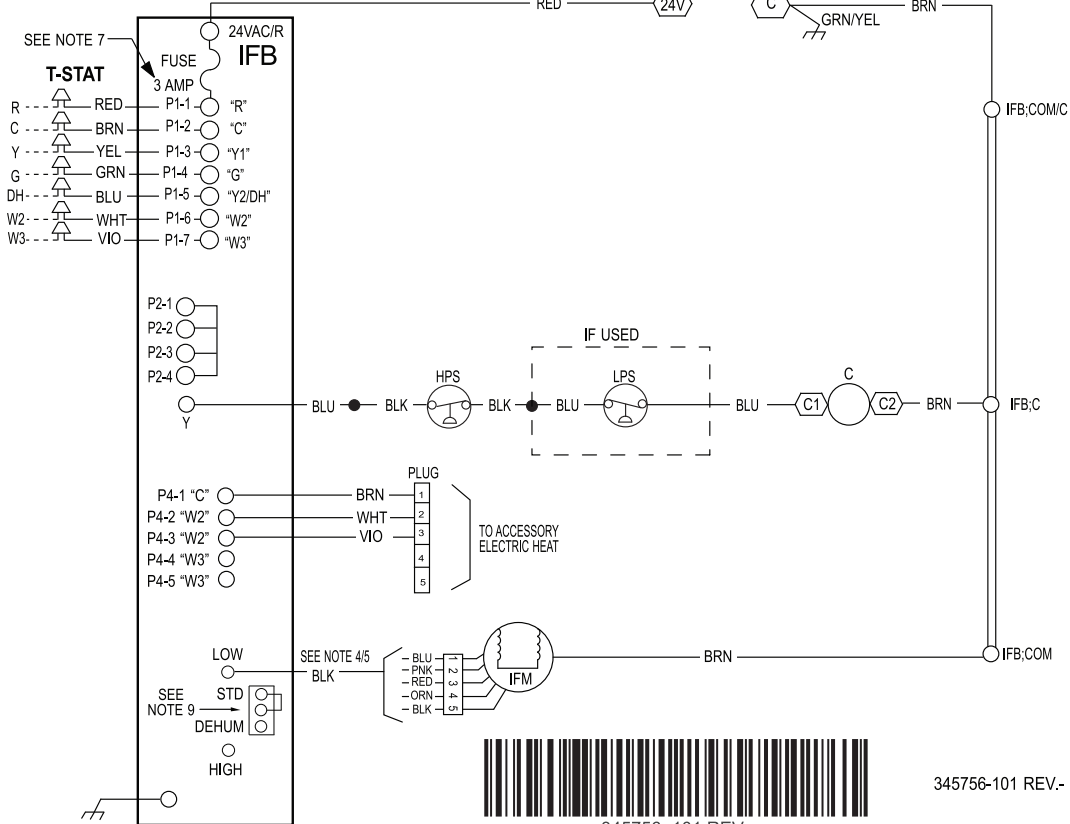 RED
24V
C
BRN
GRN/YEL
SEE NOTE 7
24VAC/R
IFB
FUSE
3 AMP
T-STAT
R RED P1-1 "R"
C BRN P1-2 "C"
Y YEL P1-3 "Y1"
G GRN P1-4 "G"
DH BLU P1-5 "Y2/DH"
W2 WHT P1-6 "W2"
W3 VIO P1-7 "W3"
IFB;COM/C
P2-1
P2-2
P2-3
P2-4
Y
IF USED
HPS
LPS
C
BLU BLK BLK BLU BLU C1 C2 BRN IFB;C
PLUG
P4-1 "C" BRN 1
P4-2 "W2" WHT 2
P4-3 "W2" VIO 3
P4-4 "W3" 4
P4-5 "W3" 5
TO ACCESSORY
ELECTRIC HEAT
LOW
SEE NOTE 4/5
BLK
BLU 1
PNK 2
RED 3
ORN 4
BLK 5
IFM
BRN
IFB;COM
SEE
NOTE 9
STD
DEHUM
HIGH
345756-101 REV.-